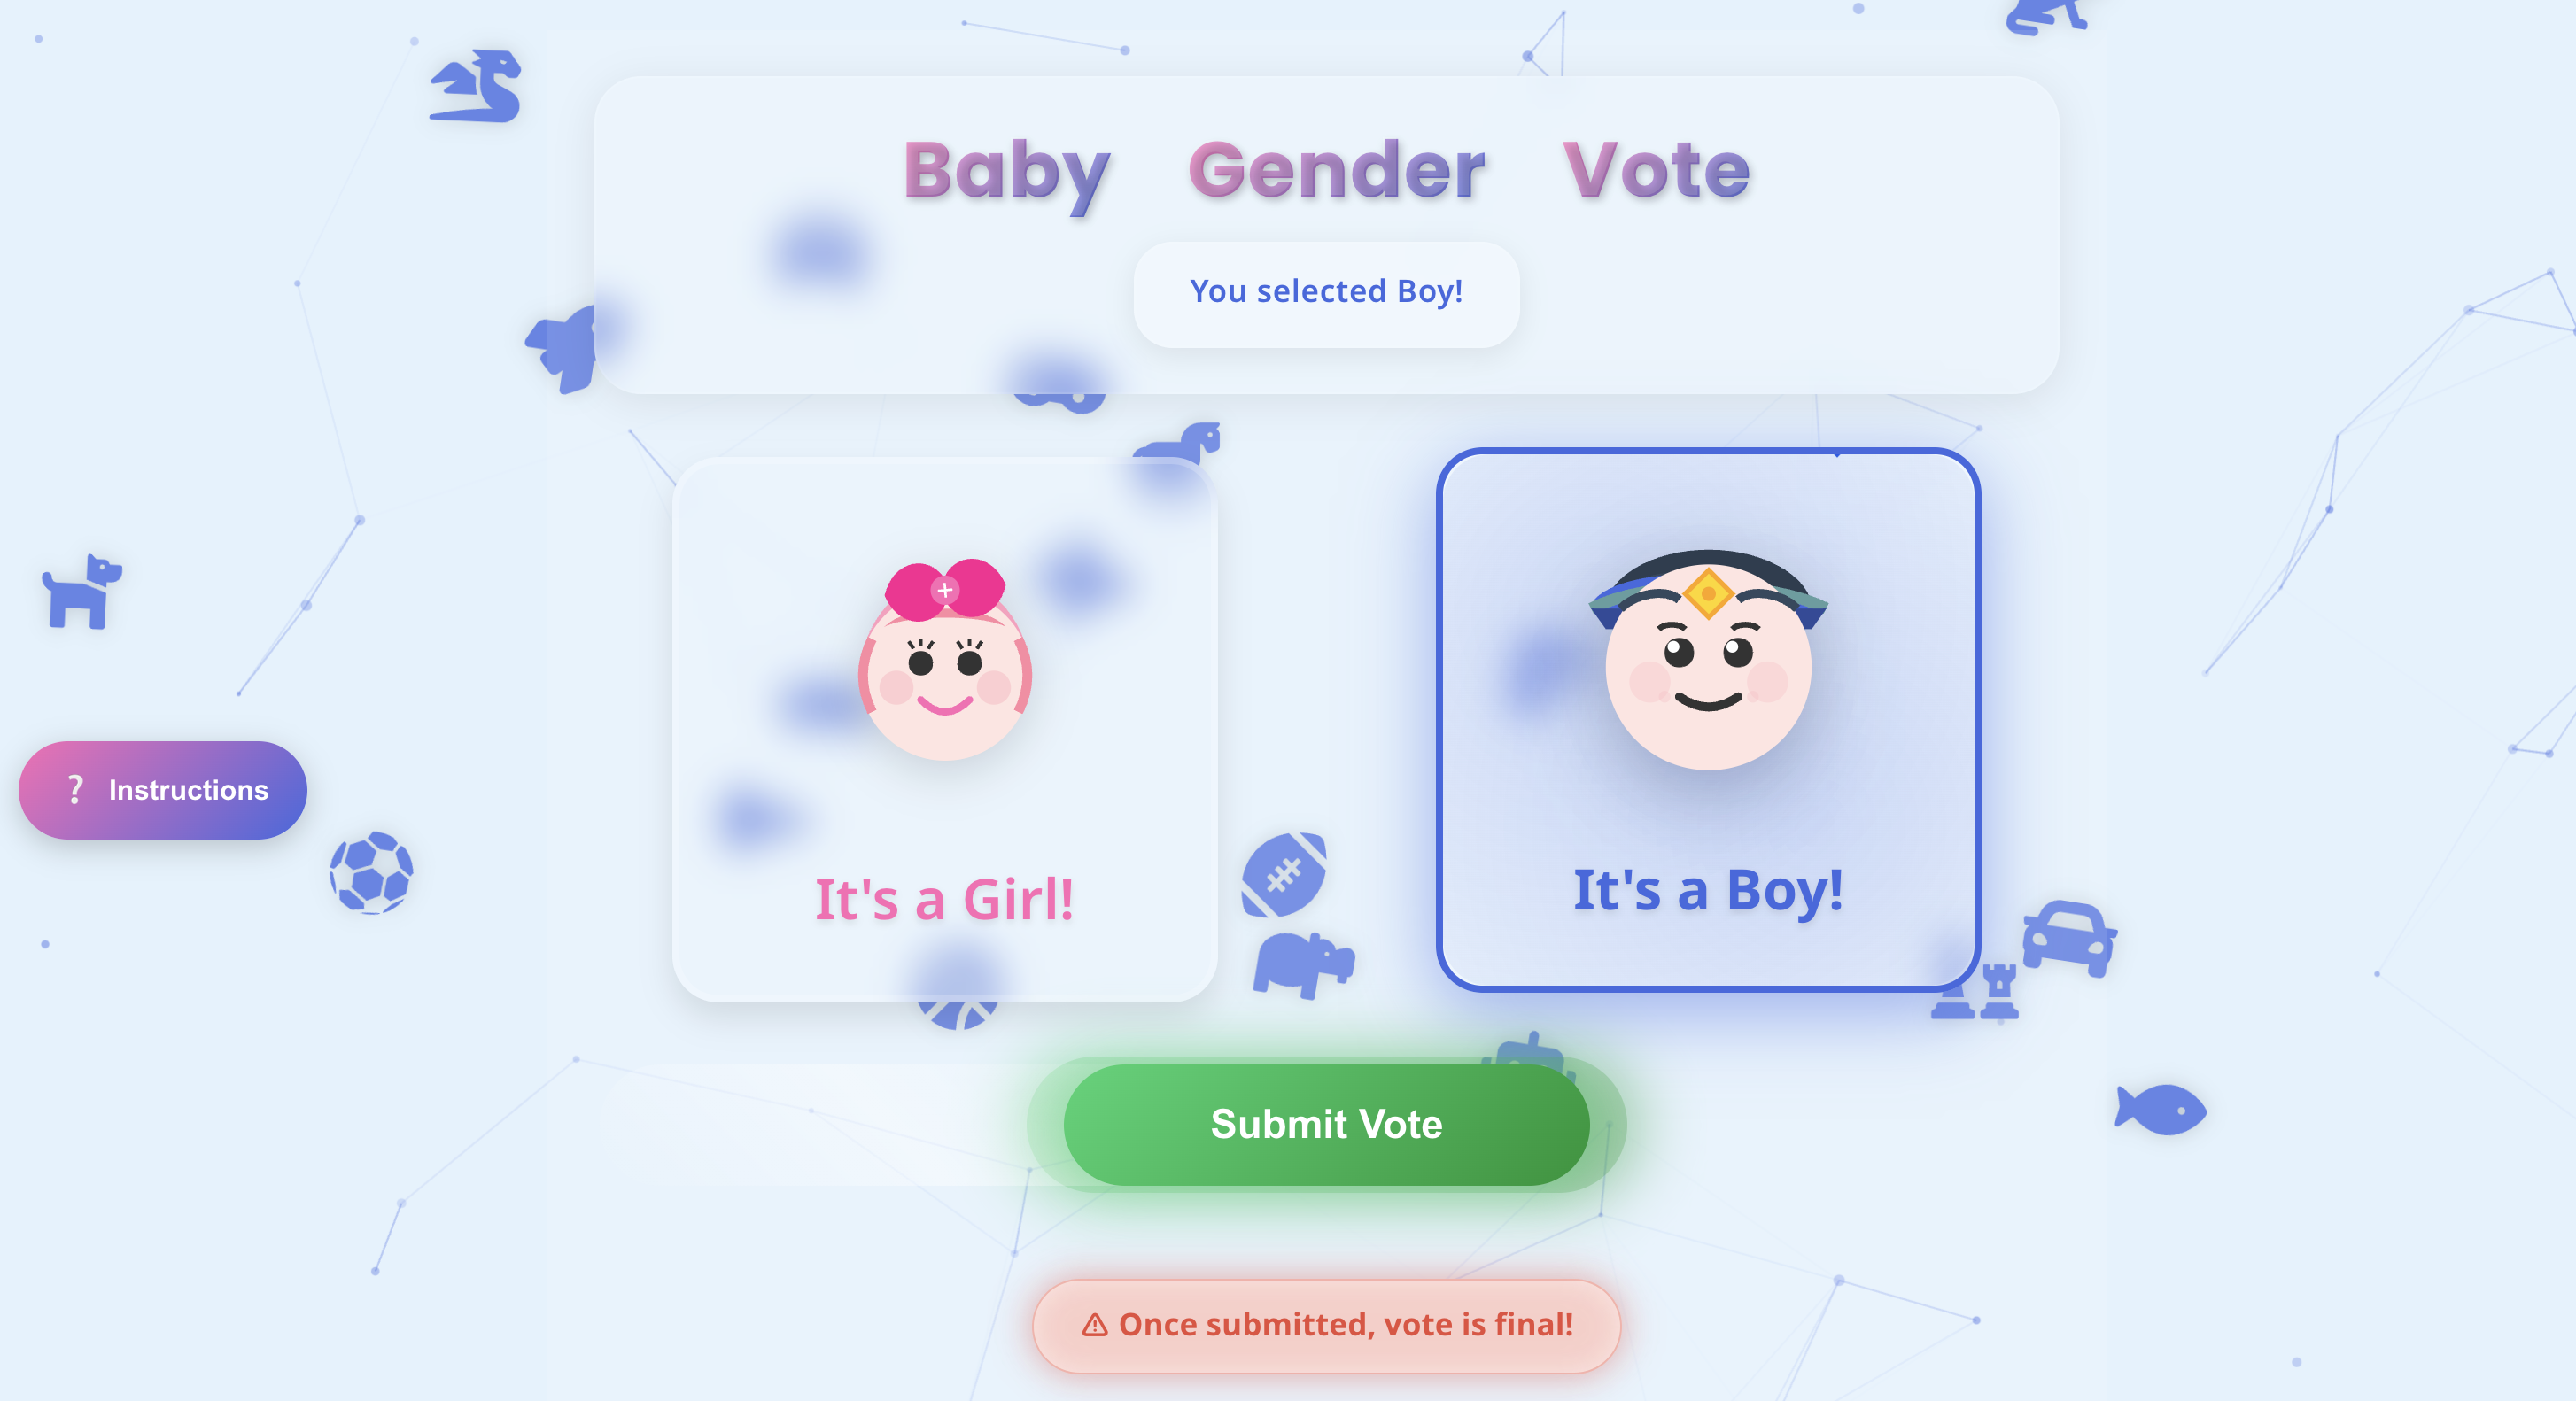 Baby Gender Vote
You selected Boy!
It's a Girl!
It's a Boy!
? Instructions
Submit Vote
⚠ Once submitted, vote is final!